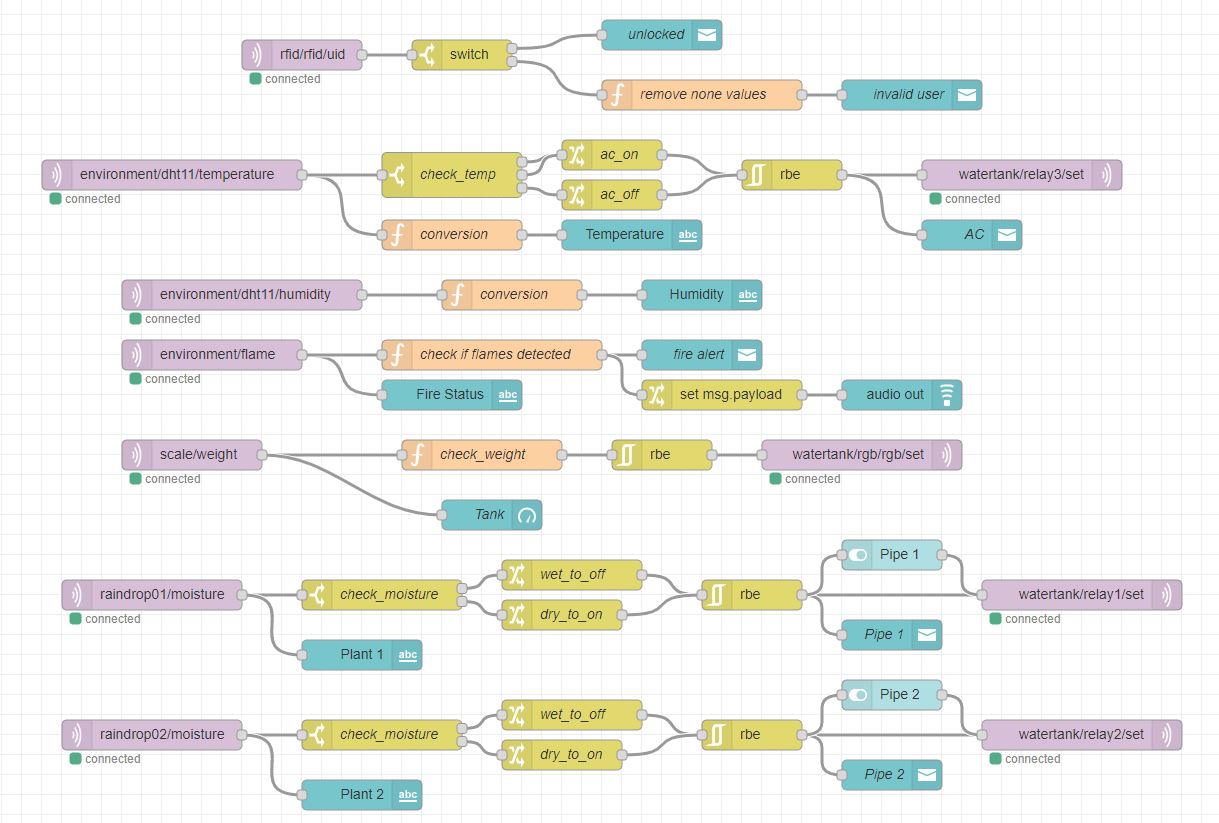 unlocked
rfid/rfid/uid
switch
connected
remove none values
invalid user
ac_on
environment/dht11/temperature
check_temp
rbe
watertank/relay3/set
connected
ac_off
connected
conversion
Temperature
abc
AC
environment/dht11/humidity
conversion
Humidity
abc
connected
environment/flame
check if flames detected
fire alert
connected
Fire Status
abc
set msg.payload
audio out
scale/weight
check_weight
rbe
watertank/rgb/rgb/set
connected
connected
Tank
Pipe 1
wet_to_off
raindrop01/moisture
check_moisture
rbe
watertank/relay1/set
dry_to_on
connected
connected
Plant 1
abc
Pipe 1
Pipe 2
wet_to_off
raindrop02/moisture
check_moisture
rbe
watertank/relay2/set
dry_to_on
connected
connected
Plant 2
abc
Pipe 2